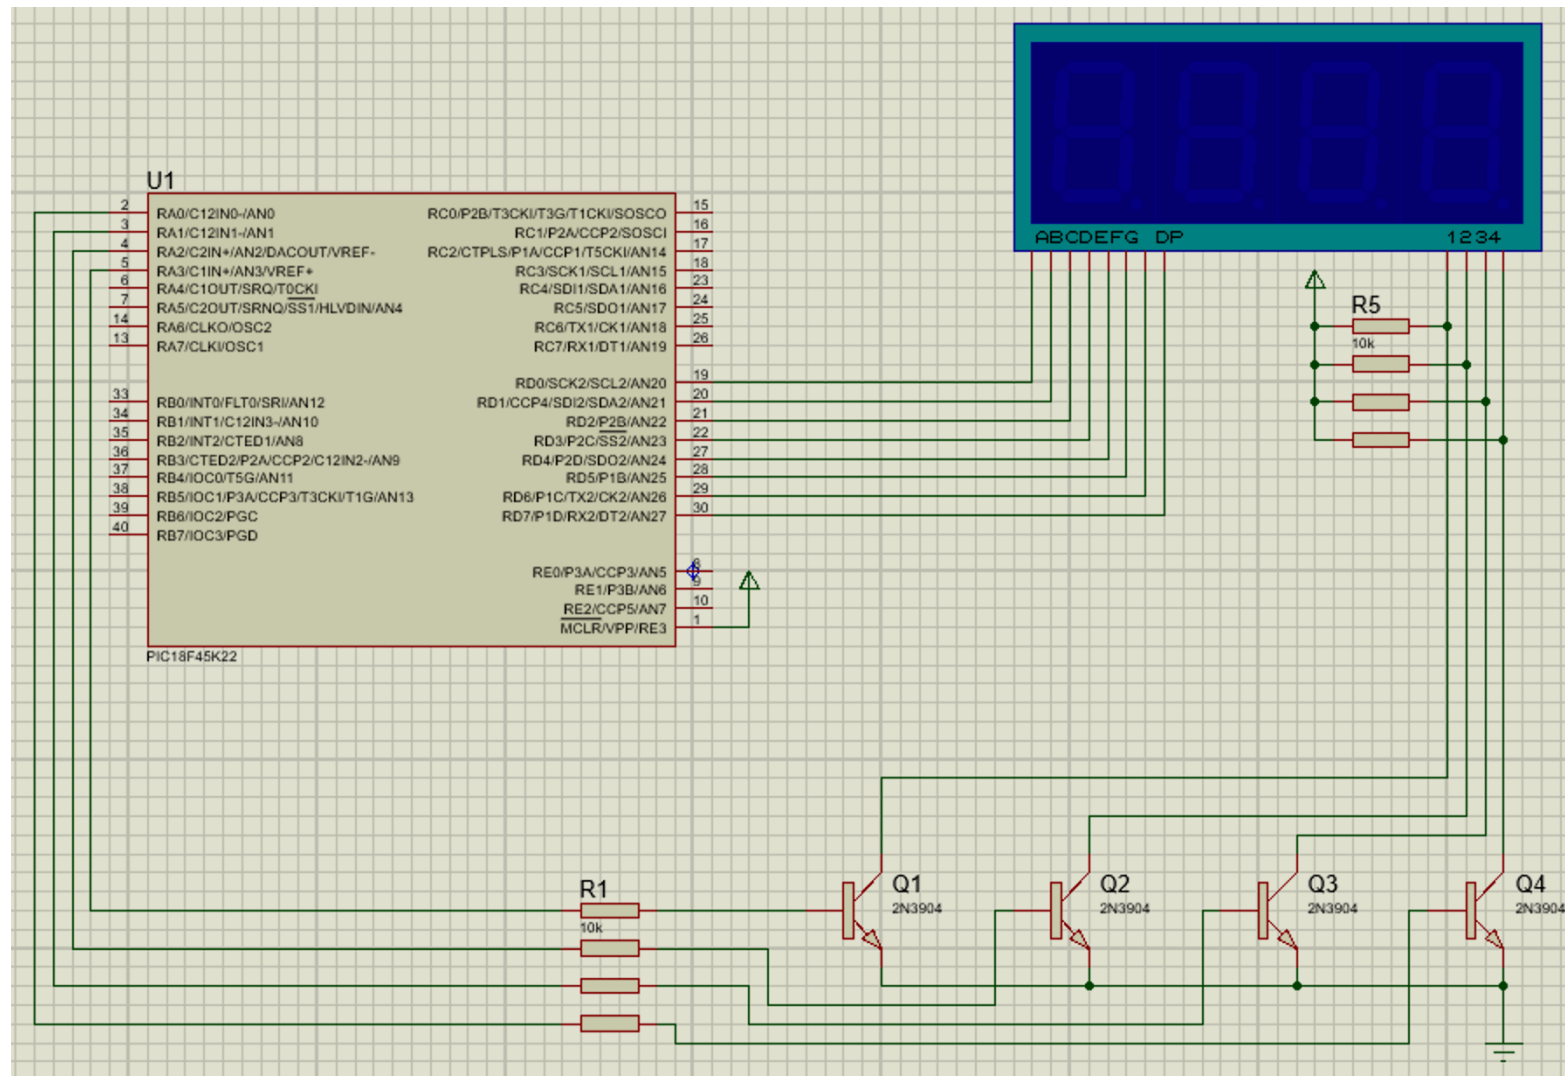 ABCDEFG DP
1234
U1
2
RA0/C12IN0-/AN0
3
RA1/C12IN1-/AN1
4
RA2/C2IN+/AN2/DACOUT/VREF-
5
RA3/C1IN+/AN3/VREF+
6
RA4/C1OUT/SRQ/T0CKI
7
RA5/C2OUT/SRNQ/SS1/HLVDIN/AN4
14
RA6/CLKO/OSC2
13
RA7/CLKI/OSC1
33
RB0/INT0/FLT0/SRI/AN12
34
RB1/INT1/C12IN3-/AN10
35
RB2/INT2/CTED1/AN8
36
RB3/CTED2/P2A/CCP2/C12IN2-/AN9
37
RB4/IOC0/T5G/AN11
38
RB5/IOC1/P3A/CCP3/T3CKI/T1G/AN13
39
RB6/IOC2/PGC
40
RB7/IOC3/PGD
RC0/P2B/T3CKI/T3G/T1CKI/SOSCO
15
RC1/P2A/CCP2/SOSCI
16
RC2/CTPLS/P1A/CCP1/T5CKI/AN14
17
RC3/SCK1/SCL1/AN15
18
RC4/SDI1/SDA1/AN16
23
RC5/SDO1/AN17
24
RC6/TX1/CK1/AN18
25
RC7/RX1/DT1/AN19
26
RD0/SCK2/SCL2/AN20
19
RD1/CCP4/SDI2/SDA2/AN21
20
RD2/P2B/AN22
21
RD3/P2C/SS2/AN23
22
RD4/P2D/SDO2/AN24
27
RD5/P1B/AN25
28
RD6/P1C/TX2/CK2/AN26
29
RD7/P1D/RX2/DT2/AN27
30
RE0/P3A/CCP3/AN5
8
RE1/P3B/AN6
9
RE2/CCP5/AN7
10
MCLR/VPP/RE3
1
PIC18F45K22
R5
10k
R1
10k
Q1
2N3904
Q2
2N3904
Q3
2N3904
Q4
2N3904